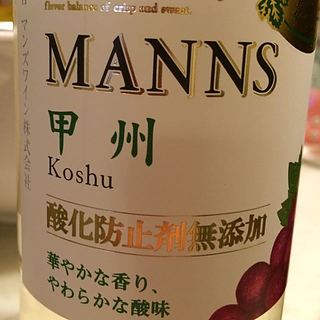 flavor balance of crisp and sweet.
MANNS
甲州
Koshu
酸化防止剤無添加
華やかな香り、
やわらかな酸味
マンズワイン株式会社